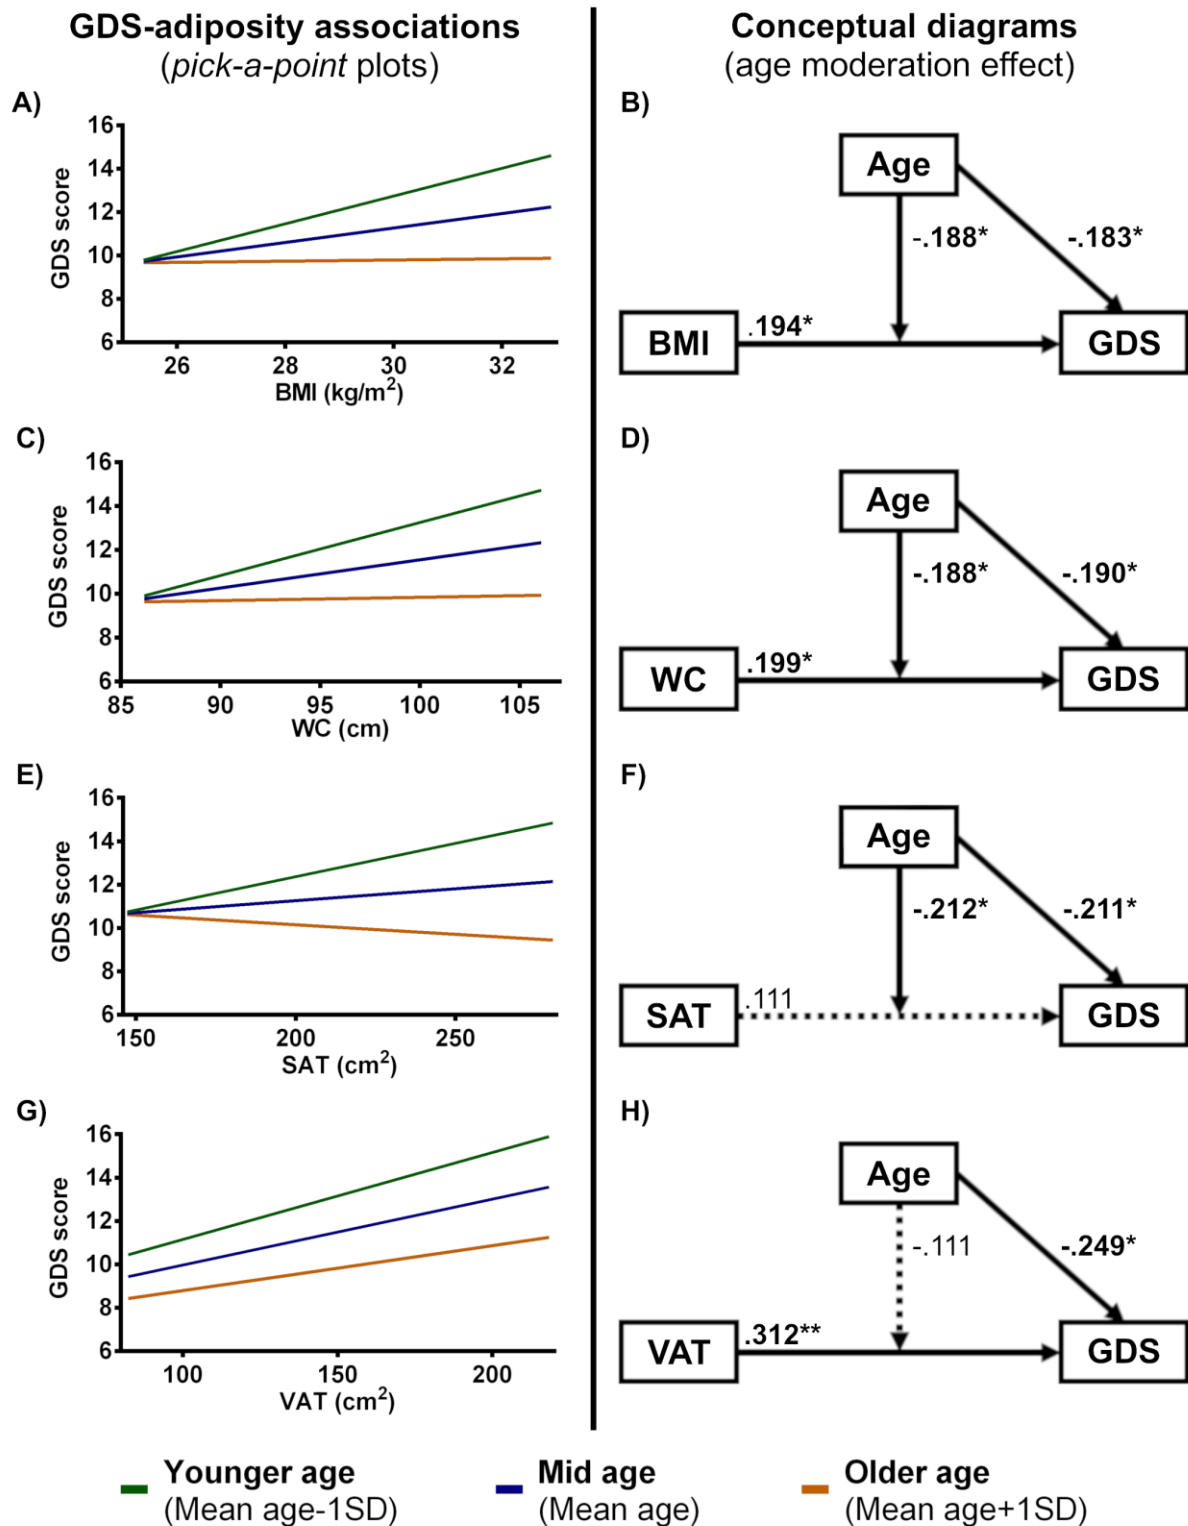 GDS-adiposity associations
(pick-a-point plots)
Conceptual diagrams
(age moderation effect)
A)
16
14
12
10
8
6
GDS score
26 28 30 32
BMI (kg/m²)
B)
Age
-.188*
-.183*
BMI
.194*
GDS
C)
16
14
12
10
8
6
GDS score
85 90 95 100 105
WC (cm)
D)
Age
-.188*
-.190*
WC
.199*
GDS
E)
16
14
12
10
8
6
GDS score
150 200 250
SAT (cm²)
F)
Age
-.212*
-.211*
SAT
.111
GDS
G)
16
14
12
10
8
6
GDS score
100 150 200
VAT (cm²)
H)
Age
-.111
-.249*
VAT
.312**
GDS
Younger age
(Mean age-1SD)
Mid age
(Mean age)
Older age
(Mean age+1SD)